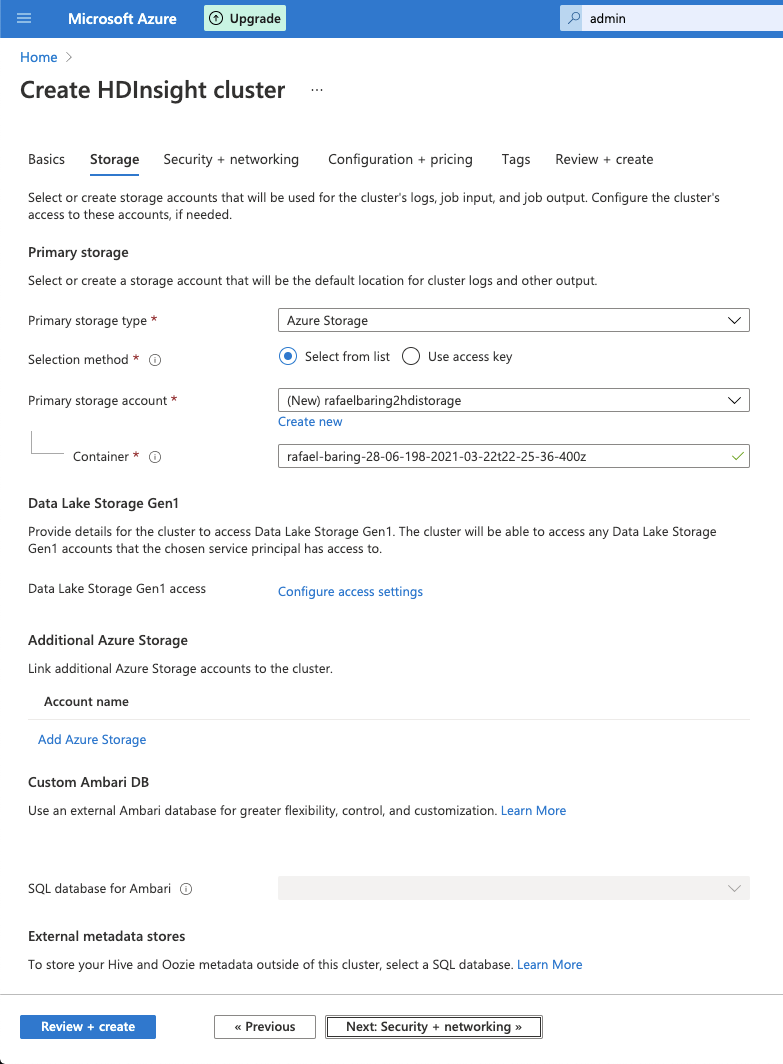 Microsoft Azure
Upgrade
admin
Home
Create HDInsight cluster ...
Basics Storage Security + networking Configuration + pricing Tags Review + create
Select or create storage accounts that will be used for the cluster's logs, job input, and job output. Configure the cluster's
access to these accounts, if needed.
Primary storage
Select or create a storage account that will be the default location for cluster logs and other output.
Primary storage type * Azure Storage
Selection method * Select from list Use access key
Primary storage account * (New) rafaelbaring2hdistorage
Create new
Container * rafael-baring-28-06-198-2021-03-22t22-25-36-400z
Data Lake Storage Gen1
Provide details for the cluster to access Data Lake Storage Gen1. The cluster will be able to access any Data Lake Storage
Gen1 accounts that the chosen service principal has access to.
Data Lake Storage Gen1 access Configure access settings
Additional Azure Storage
Link additional Azure Storage accounts to the cluster.
Account name
Add Azure Storage
Custom Ambari DB
Use an external Ambari database for greater flexibility, control, and customization. Learn More
SQL database for Ambari
External metadata stores
To store your Hive and Oozie metadata outside of this cluster, select a SQL database. Learn More
Review + create « Previous Next: Security + networking »